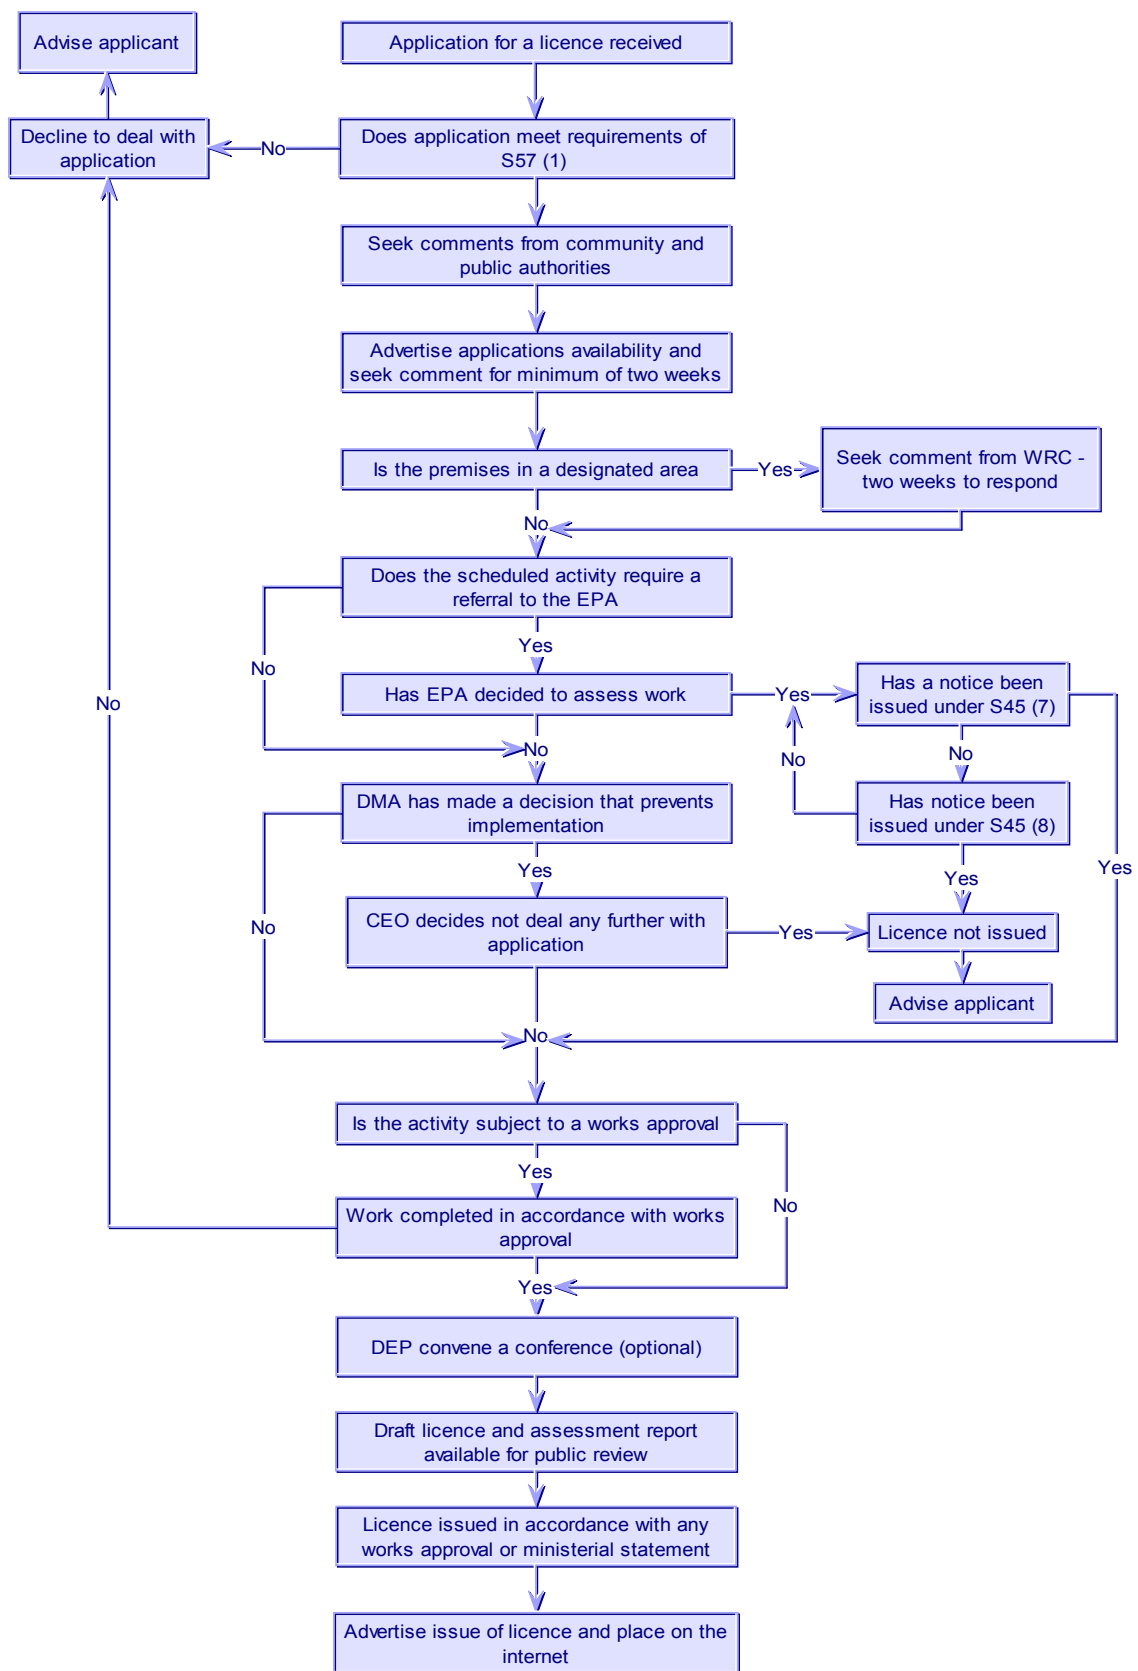 Advise applicant
Application for a licence received
Decline to deal with
application
No
Does application meet requirements of
S57 (1)
Seek comments from community and
public authorities
Advertise applications availability and
seek comment for minimum of two weeks
Is the premises in a designated area
Yes
Seek comment from WRC -
two weeks to respond
No
Does the scheduled activity require a
referral to the EPA
Yes
No
Has EPA decided to assess work
Yes
Has a notice been
issued under S45 (7)
No
No
No
No
DMA has made a decision that prevents
implementation
Has notice been
issued under S45 (8)
Yes
Yes
Yes
CEO decides not deal any further with
application
Yes
Licence not issued
No
Advise applicant
No
Is the activity subject to a works approval
Yes
No
Work completed in accordance with works
approval
Yes
DEP convene a conference (optional)
Draft licence and assessment report
available for public review
Licence issued in accordance with any
works approval or ministerial statement
Advertise issue of licence and place on the
internet